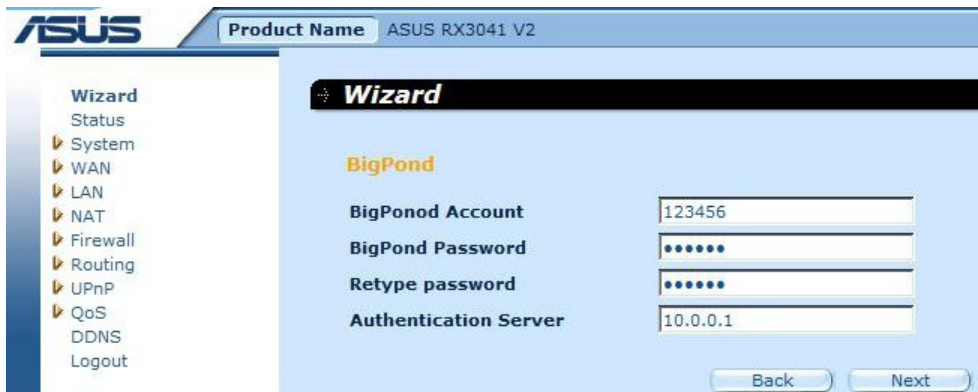 ASUS
Product Name ASUS RX3041 V2
Wizard
Status
System
WAN
LAN
NAT
Firewall
Routing
UPnP
QoS
DDNS
Logout
Wizard
BigPond
BigPonod Account 123456
BigPond Password ••••••
Retype password ••••••
Authentication Server 10.0.0.1
Back Next